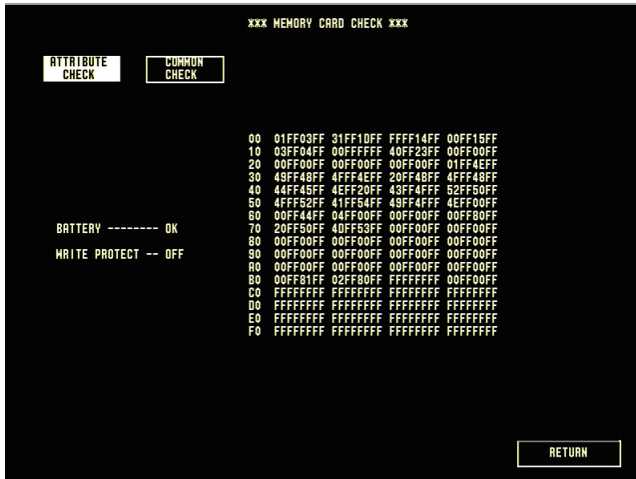 *** MEMORY CARD CHECK ***
ATTRIBUTE CHECK
COMMON CHECK
00 01FF03FF 31FF1DFF FFFF14FF 00FF15FF
10 03FF04FF 00FFFFFF 40FF23FF 00FF00FF
20 00FF00FF 00FF00FF 00FF00FF 01FF4EFF
30 49FF48FF 4FFF4EFF 20FF4BFF 4FFF48FF
40 44FF45FF 4EFF20FF 43FF4FFF 52FF50FF
50 4FFF52FF 41FF54FF 49FF4FFF 4EFF00FF
60 00FF44FF 04FF00FF 00FF00FF 00FF80FF
70 20FF50FF 4DFF53FF 00FF00FF 00FF00FF
80 00FF00FF 00FF00FF 00FF00FF 00FF00FF
90 00FF00FF 00FF00FF 00FF00FF 00FF00FF
A0 00FF00FF 00FF00FF 00FF00FF 00FF00FF
B0 00FF81FF 02FF80FF FFFFFFFF 00FF00FF
C0 FFFFFFFF FFFFFFFF FFFFFFFF FFFFFFFF
D0 FFFFFFFF FFFFFFFF FFFFFFFF FFFFFFFF
E0 FFFFFFFF FFFFFFFF FFFFFFFF FFFFFFFF
F0 FFFFFFFF FFFFFFFF FFFFFFFF FFFFFFFF
BATTERY -------- OK
WRITE PROTECT -- OFF
RETURN